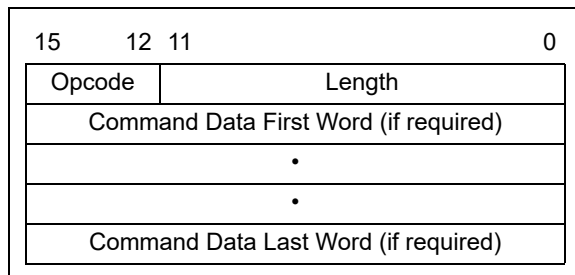 15 12 11 0
Opcode Length
Command Data First Word (if required)
•
•
Command Data Last Word (if required)